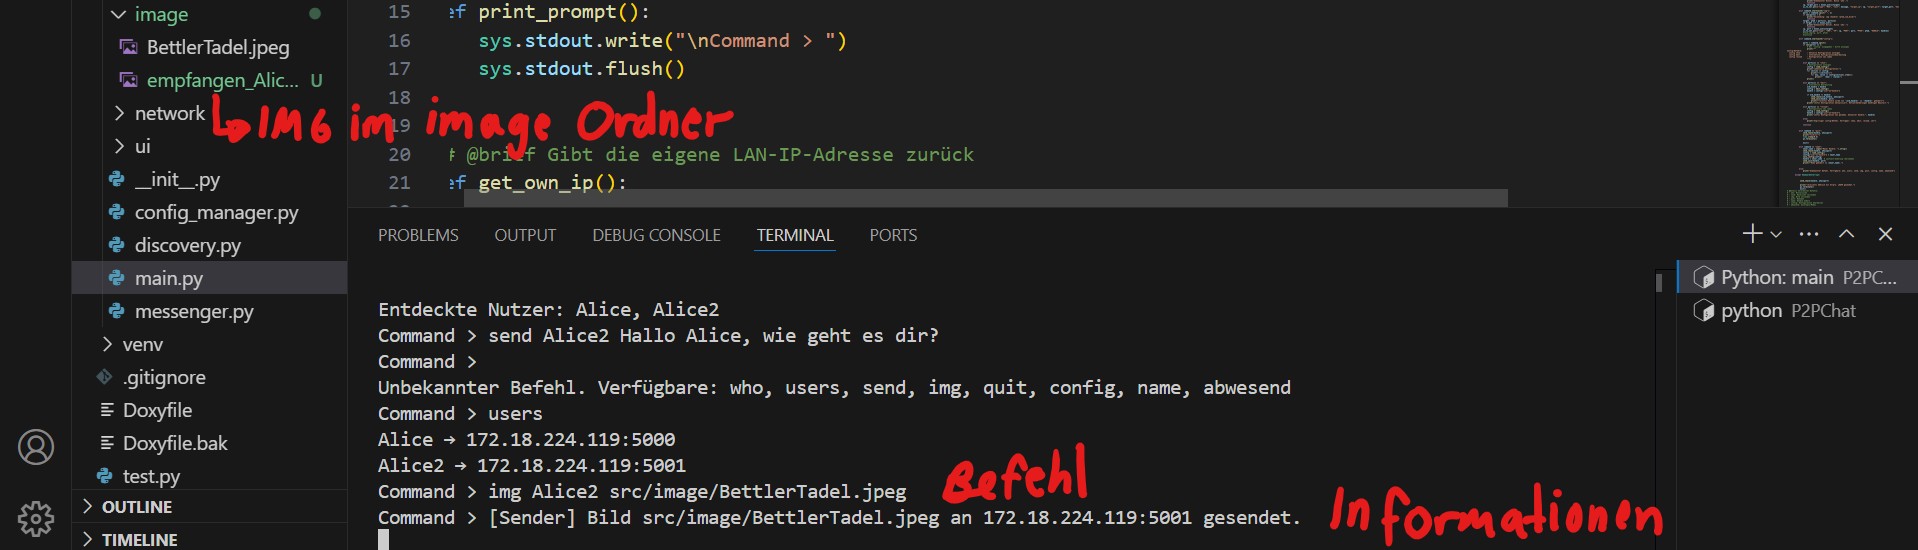 image
BettlerTadel.jpeg
empfangen_Alic... U
network
ui
__init__.py
config_manager.py
discovery.py
main.py
messenger.py
venv
.gitignore
Doxyfile
Doxyfile.bak
test.py
OUTLINE
TIMELINE
IMG im image Ordner
15 ef print_prompt():
16 sys.stdout.write("\nCommand > ")
17 sys.stdout.flush()
18
19
20 # @brief Gibt die eigene LAN-IP-Adresse zurück
21 ef get_own_ip():
PROBLEMS OUTPUT DEBUG CONSOLE TERMINAL PORTS
Entdeckte Nutzer: Alice, Alice2
Command > send Alice2 Hallo Alice, wie geht es dir?
Command >
Unbekannter Befehl. Verfügbare: who, users, send, img, quit, config, name, abwesend
Command > users
Alice → 172.18.224.119:5000
Alice2 → 172.18.224.119:5001
Command > img Alice2 src/image/BettlerTadel.jpeg
Befehl
Command > [Sender] Bild src/image/BettlerTadel.jpeg an 172.18.224.119:5001 gesendet.
Informationen
Python: main P2PC...
python P2PChat